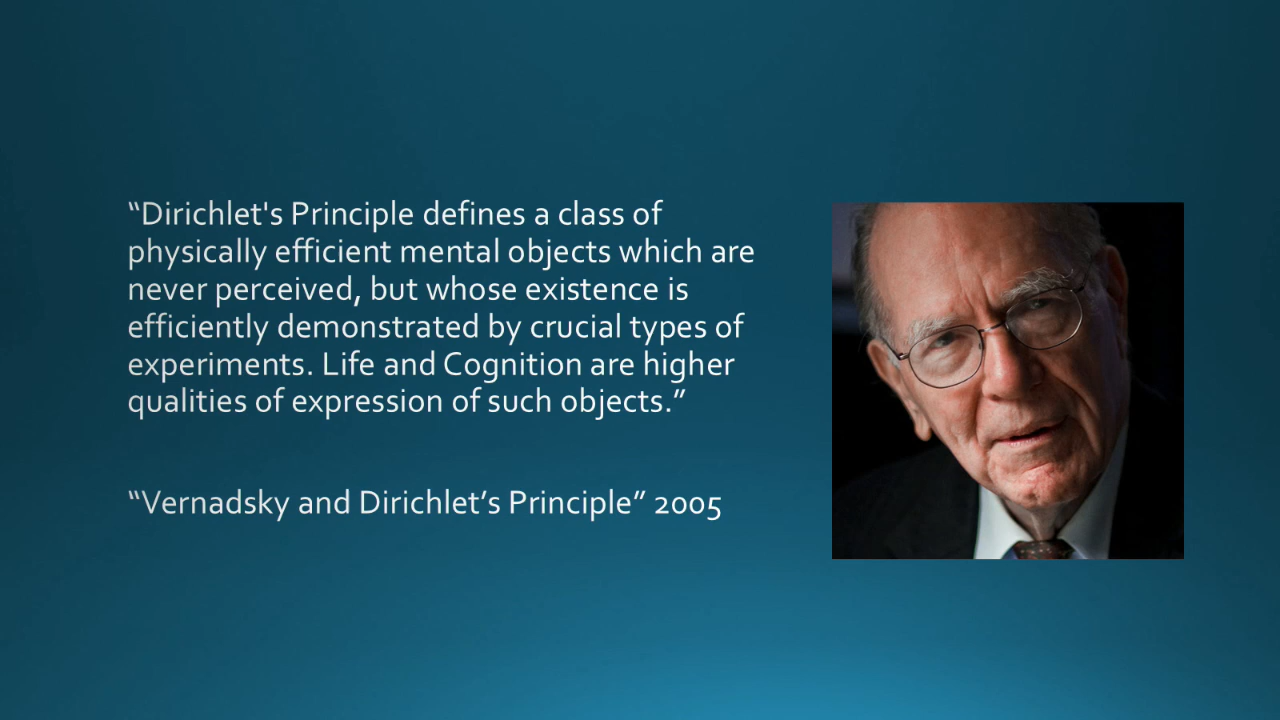 “Dirichlet's Principle defines a class of
physically efficient mental objects which are
never perceived, but whose existence is
efficiently demonstrated by crucial types of
experiments. Life and Cognition are higher
qualities of expression of such objects.”
“Vernadsky and Dirichlet’s Principle” 2005